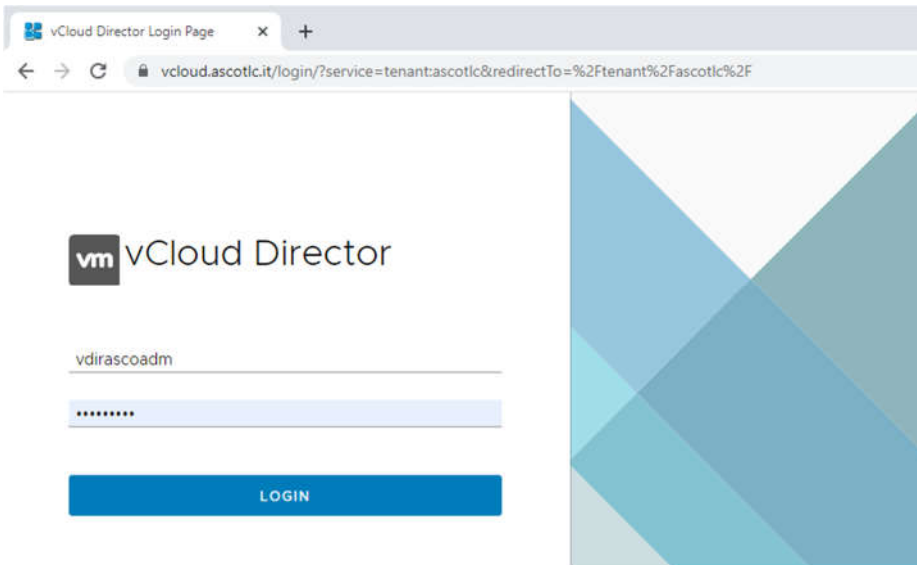 vCloud Director Login Page
vcloud.ascotlc.it/login/?service=tenant:ascotlc&redirectTo=%2Ftenant%2Fascotlc%2F
vm vCloud Director
vdirascoadm
•••••••••
LOGIN